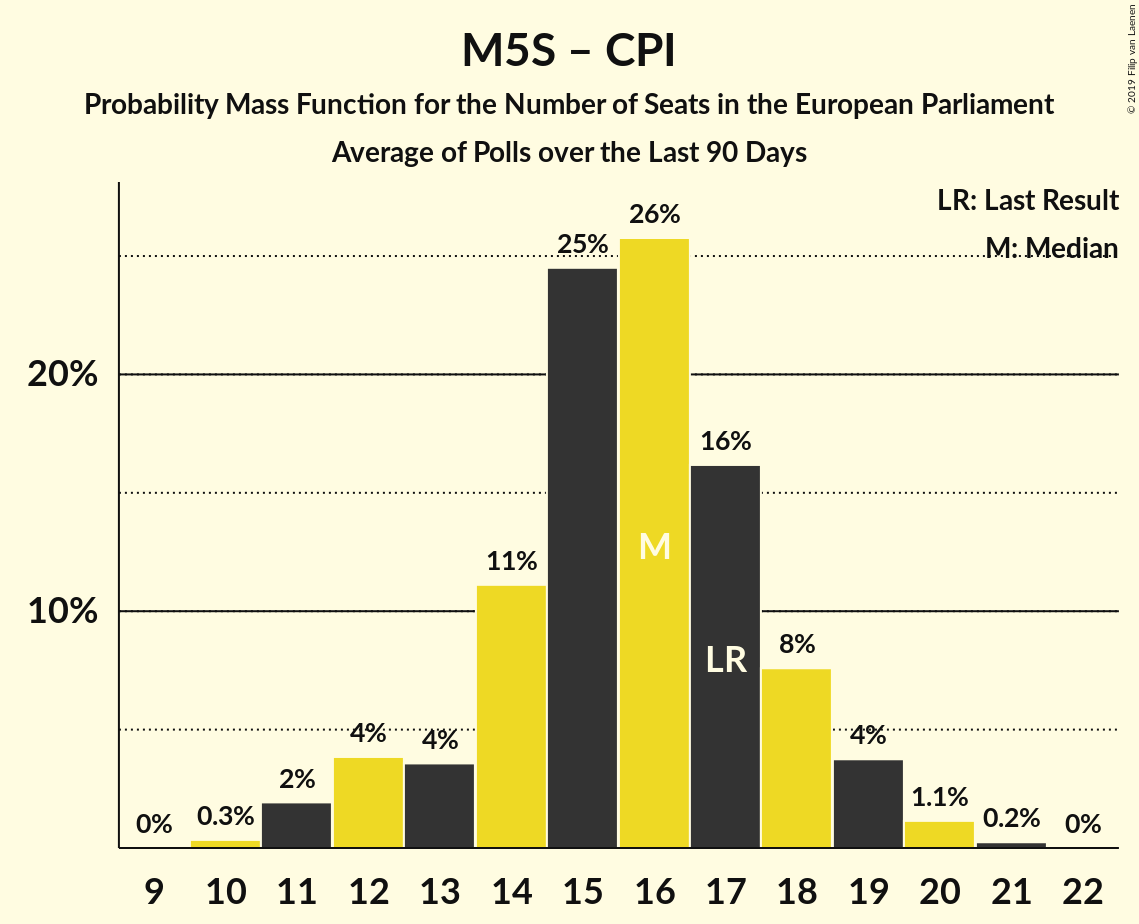 M5S – CPI
Probability Mass Function for the Number of Seats in the European Parliament
Average of Polls over the Last 90 Days
© 2019 Filip van Laenen
LR: Last Result
M: Median
26%
25%
20%
16%
M
11%
10%
LR
8%
4%
4%
4%
2%
1.1%
0.3%
0.2%
0%
0%
9 10 11 12 13 14 15 16 17 18 19 20 21 22